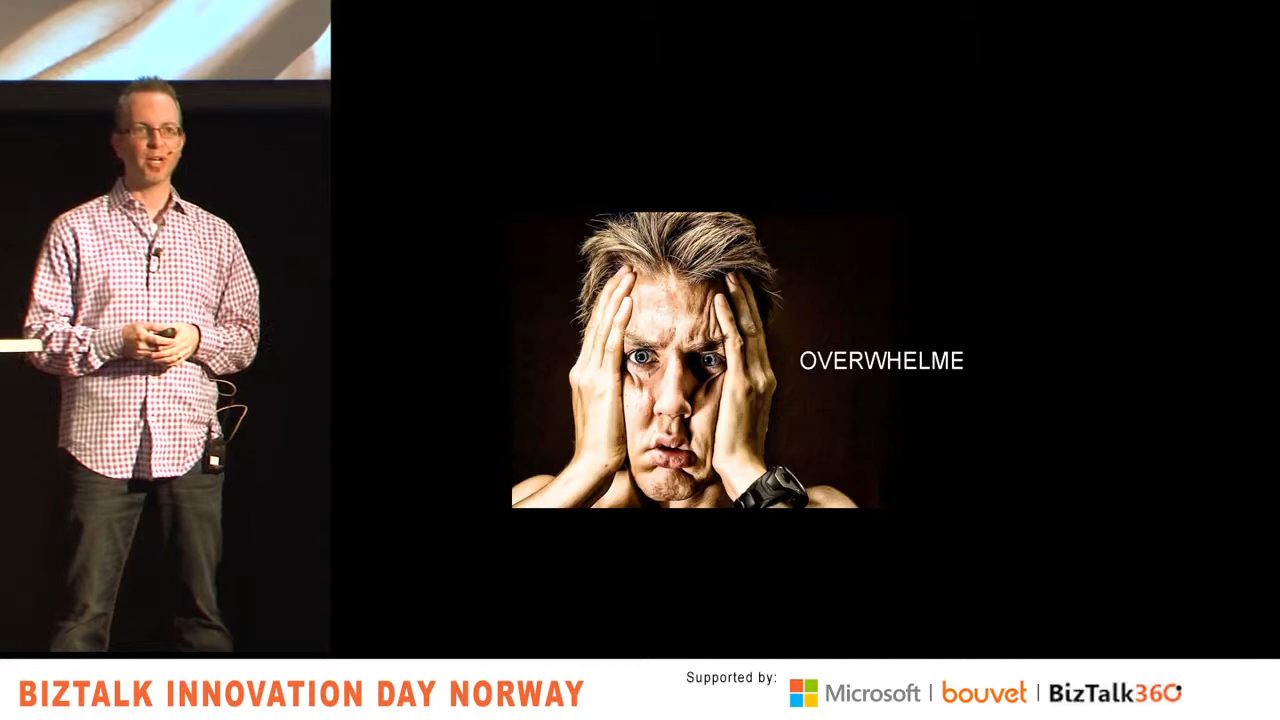 OVERWHELME
BIZTALK INNOVATION DAY NORWAY
Supported by:
Microsoft | bouvet | BizTalk360